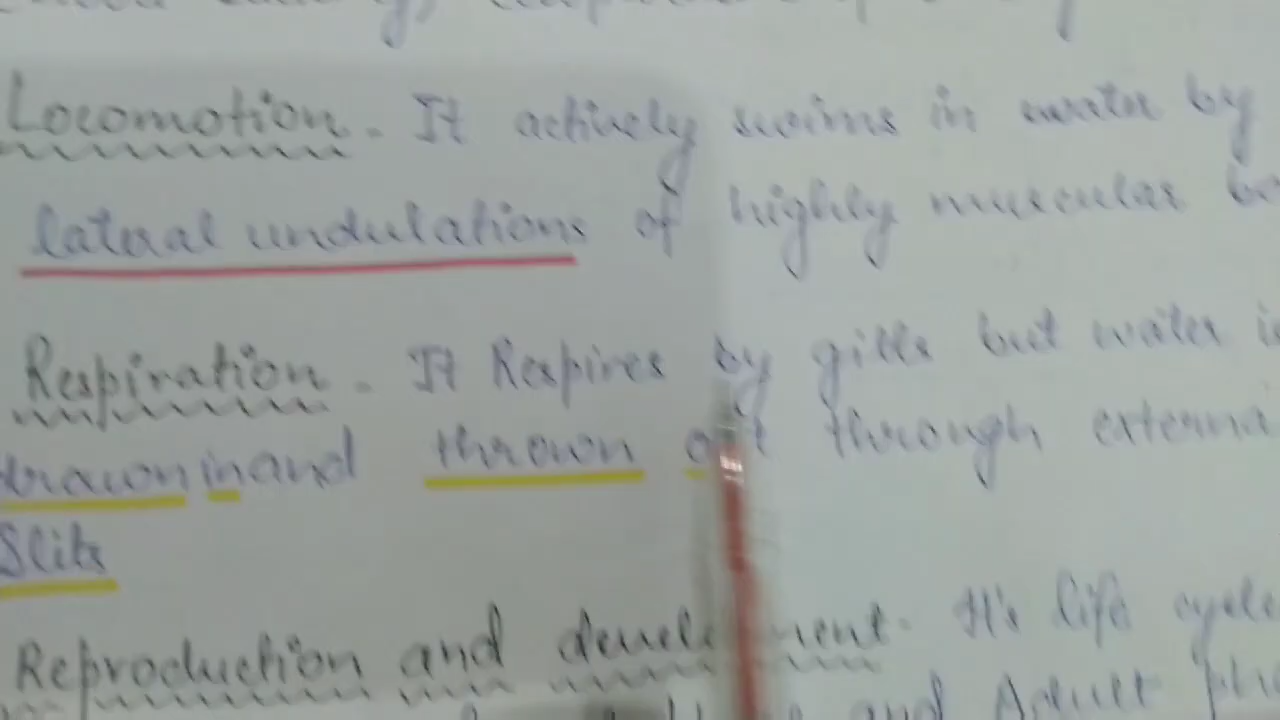 Locomotion - It actively swims in water by
lateral undulations of highly muscular
Respiration - It Respires by gills but water
drawn in and thrown out through
Slits
Reproduction and development - It's life cycle
and Adult